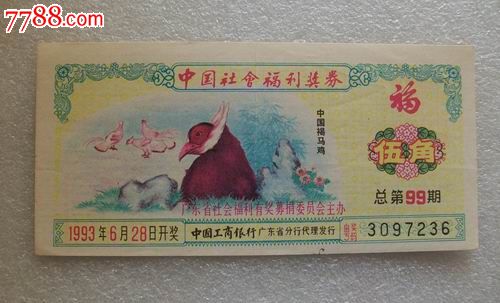 7788.com
中国社會福利奖券
福
中国褐马鸡
伍角
总第99期
广东省社会福利有奖募捐委员会主办
1993年6月28日开奖
中国工商银行广东省分行代理发行
3097236